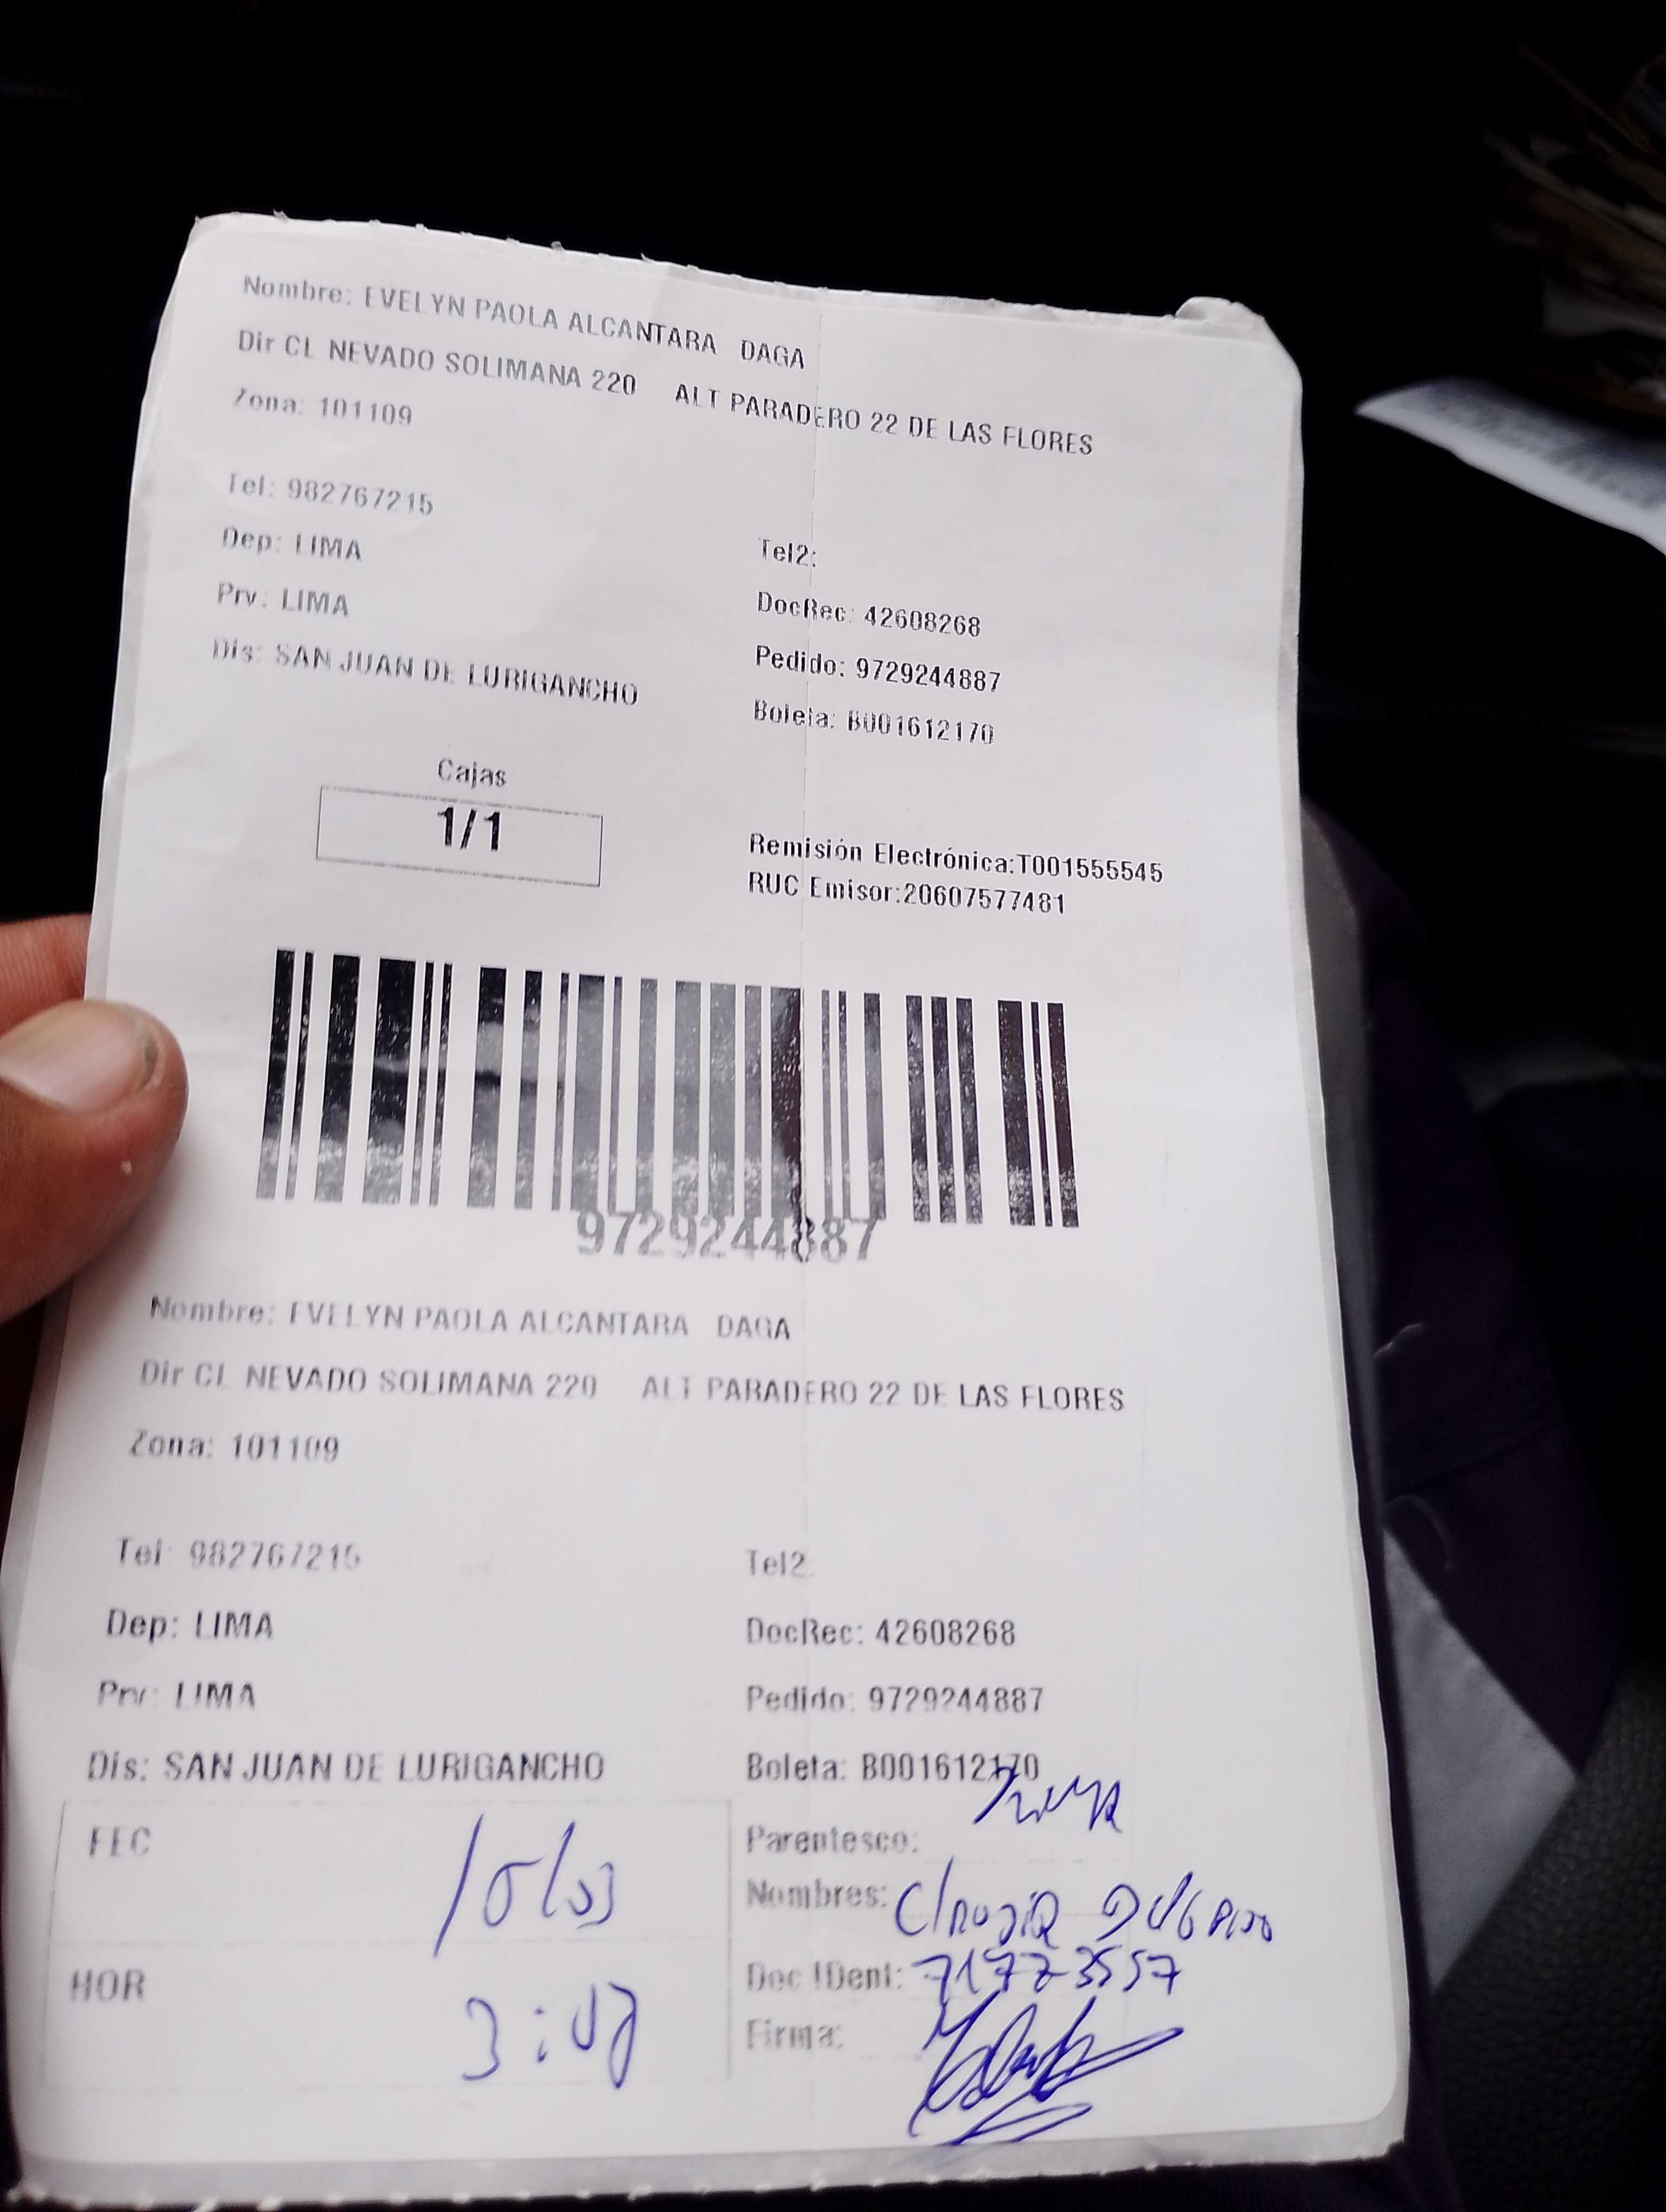 Nombre: EVELYN PAOLA ALCANTARA DAGA
Dir CL NEVADO SOLIMANA 220 ALT PARADERO 22 DE LAS FLORES
Zona: 101109
Tel: 982767215
Tel2:
Dep: LIMA
DocRec: 42608268
Prv: LIMA
Pedido: 9729244887
Dis: SAN JUAN DE LURIGANCHO
Boleta: B001612170
Cajas
1/1
Remisión Electrónica:T001555545
RUC Emisor:20607577481
9729244887
Nombre: EVELYN PAOLA ALCANTARA DAGA
Dir CL NEVADO SOLIMANA 220 ALT PARADERO 22 DE LAS FLORES
Zona: 101109
Tel: 982767215
Tel2:
Dep: LIMA
DocRec: 42608268
Prv: LIMA
Pedido: 9729244887
Dis: SAN JUAN DE LURIGANCHO
Boleta: B001612170
FEC
Parentesco:
Nombres:
HOR
Doc IDent: 71773557
Firma: